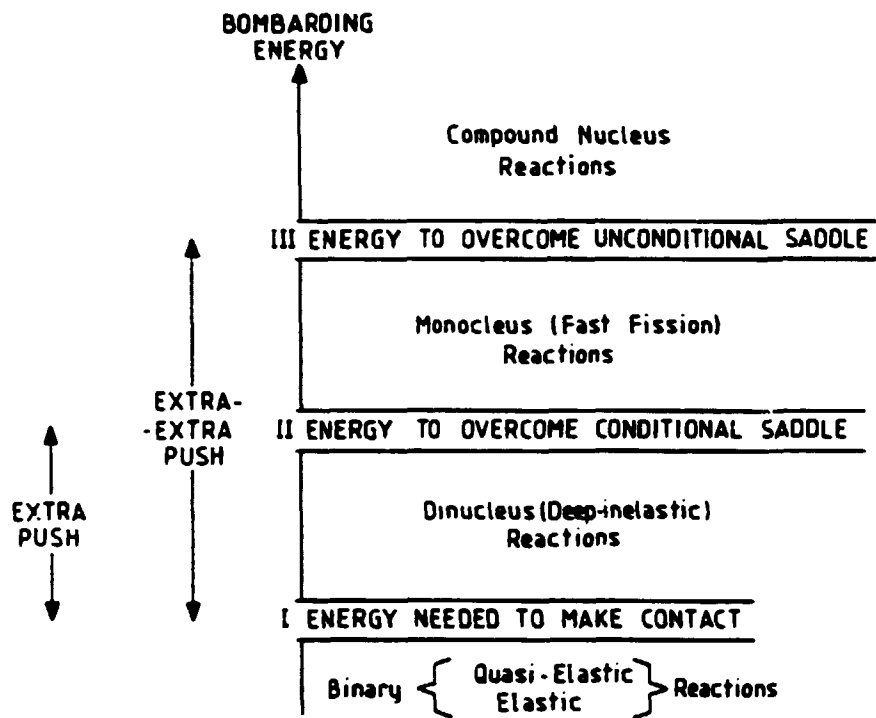 BOMBARDING
ENERGY
Compound Nucleus
Reactions
III ENERGY TO OVERCOME UNCONDITIONAL SADDLE
Monocleus (Fast Fission)
Reactions
EXTRA-
-EXTRA
PUSH
II ENERGY TO OVERCOME CONDITIONAL SADDLE
EXTRA
PUSH
Dinucleus (Deep-inelastic)
Reactions
I ENERGY NEEDED TO MAKE CONTACT
Binary { Quasi-Elastic } Reactions
Elastic